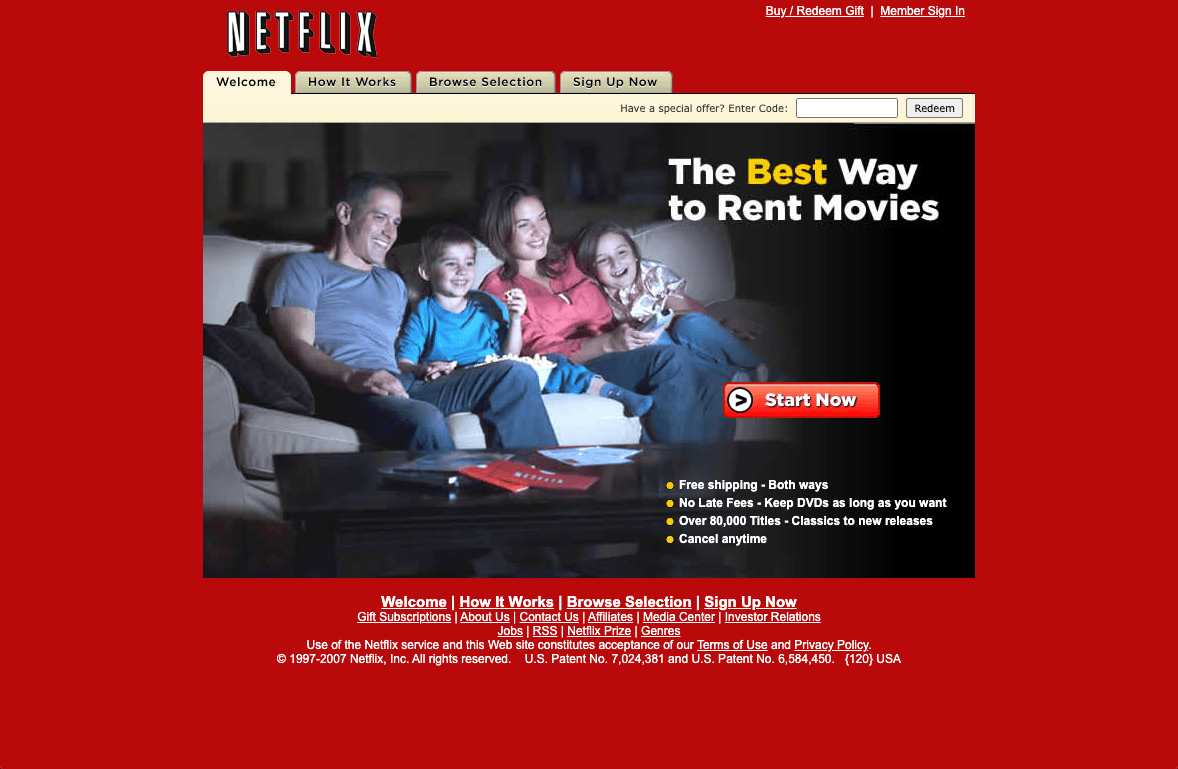 NETFLIX
Buy / Redeem Gift | Member Sign In
Welcome How It Works Browse Selection Sign Up Now
Have a special offer? Enter Code: Redeem
The Best Way
to Rent Movies
Start Now
Free shipping - Both ways
No Late Fees - Keep DVDs as long as you want
Over 80,000 Titles - Classics to new releases
Cancel anytime
Welcome | How It Works | Browse Selection | Sign Up Now
Gift Subscriptions | About Us | Contact Us | Affiliates | Media Center | Investor Relations
Jobs | RSS | Netflix Prize | Genres
Use of the Netflix service and this Web site constitutes acceptance of our Terms of Use and Privacy Policy.
© 1997-2007 Netflix, Inc. All rights reserved. U.S. Patent No. 7,024,381 and U.S. Patent No. 6,584,450. {120} USA